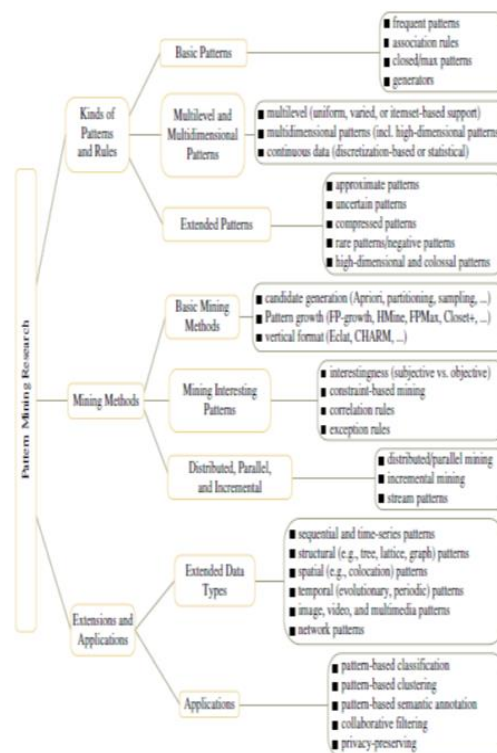 Pattern Mining Research
Kinds of
Patterns
and Rules
Basic Patterns
■ frequent patterns
■ association rules
■ closed/max patterns
■ generators
Multilevel and
Multidimensional
Patterns
■ multilevel (uniform, varied, or itemset-based support)
■ multidimensional patterns (incl. high-dimensional patterns
■ continuous data (discretization-based or statistical)
Extended Patterns
■ approximate patterns
■ uncertain patterns
■ compressed patterns
■ rare patterns/negative patterns
■ high-dimensional and colossal patterns
Mining Methods
Basic Mining
Methods
■ candidate generation (Apriori, partitioning, sampling, ...)
■ Pattern growth (FP-growth, HMine, FPMax, Closet+, ...)
■ vertical format (Eclat, CHARM, ...)
Mining Interesting
Patterns
■ interestingness (subjective vs. objective)
■ constraint-based mining
■ correlation rules
■ exception rules
Distributed, Parallel,
and Incremental
■ distributed/parallel mining
■ incremental mining
■ stream patterns
Extensions and
Applications
Extended Data
Types
■ sequential and time-series patterns
■ structural (e.g., tree, lattice, graph) patterns
■ spatial (e.g., colocation) patterns
■ temporal (evolutionary, periodic) patterns
■ image, video, and multimedia patterns
■ network patterns
Applications
■ pattern-based classification
■ pattern-based clustering
■ pattern-based semantic annotation
■ collaborative filtering
■ privacy-preserving